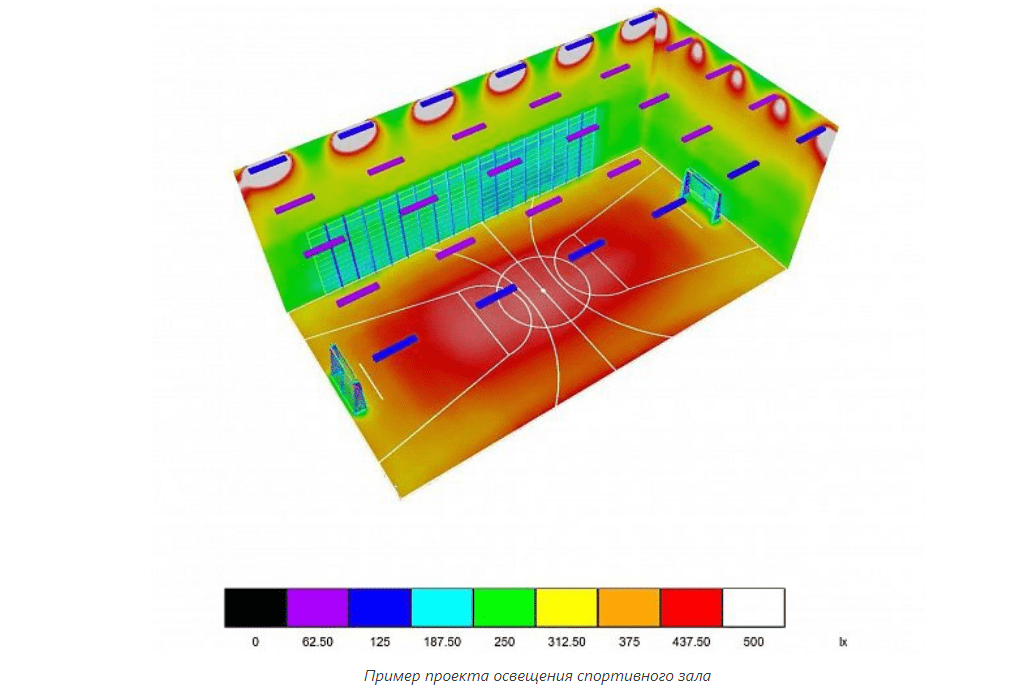 0 62.50 125 187.50 250 312.50 375 437.50 500 lx
Пример проекта освещения спортивного зала